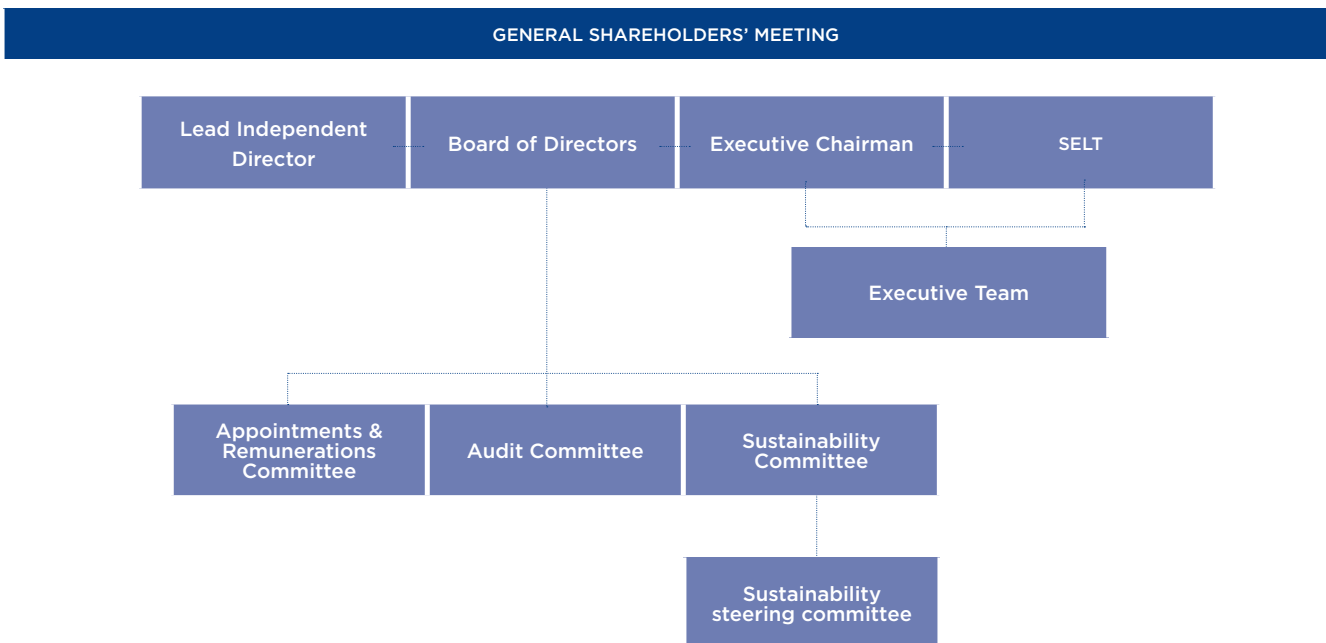 GENERAL SHAREHOLDERS’ MEETING
Lead Independent
Director
Board of Directors
Executive Chairman
SELT
Executive Team
Appointments &
Remunerations
Committee
Audit Committee
Sustainability
Committee
Sustainability
steering committee